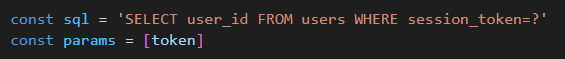 const sql = 'SELECT user_id FROM users WHERE session_token=?'
const params = [token]